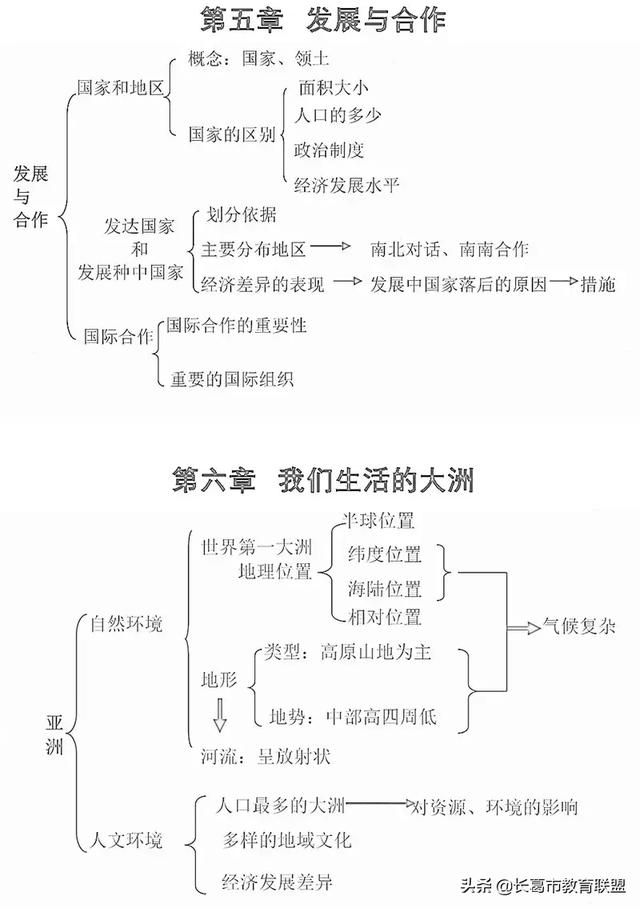 第五章 发展与合作
概念：国家、领土
国家和地区
面积大小
人口的多少
国家的区别
政治制度
经济发展水平
发展
与
合作
划分依据
发达国家
和
发展种中国家
主要分布地区
南北对话、南南合作
经济差异的表现
发展中国家落后的原因
措施
国际合作
国际合作的重要性
重要的国际组织
第六章 我们生活的大洲
半球位置
世界第一大洲
地理位置
纬度位置
海陆位置
相对位置
自然环境
气候复杂
类型：高原山地为主
地形
地势：中部高四周低
亚
洲
河流：呈放射状
人口最多的大洲
对资源、环境的影响
人文环境
多样的地域文化
经济发展差异
头条 @长葛市教育联盟